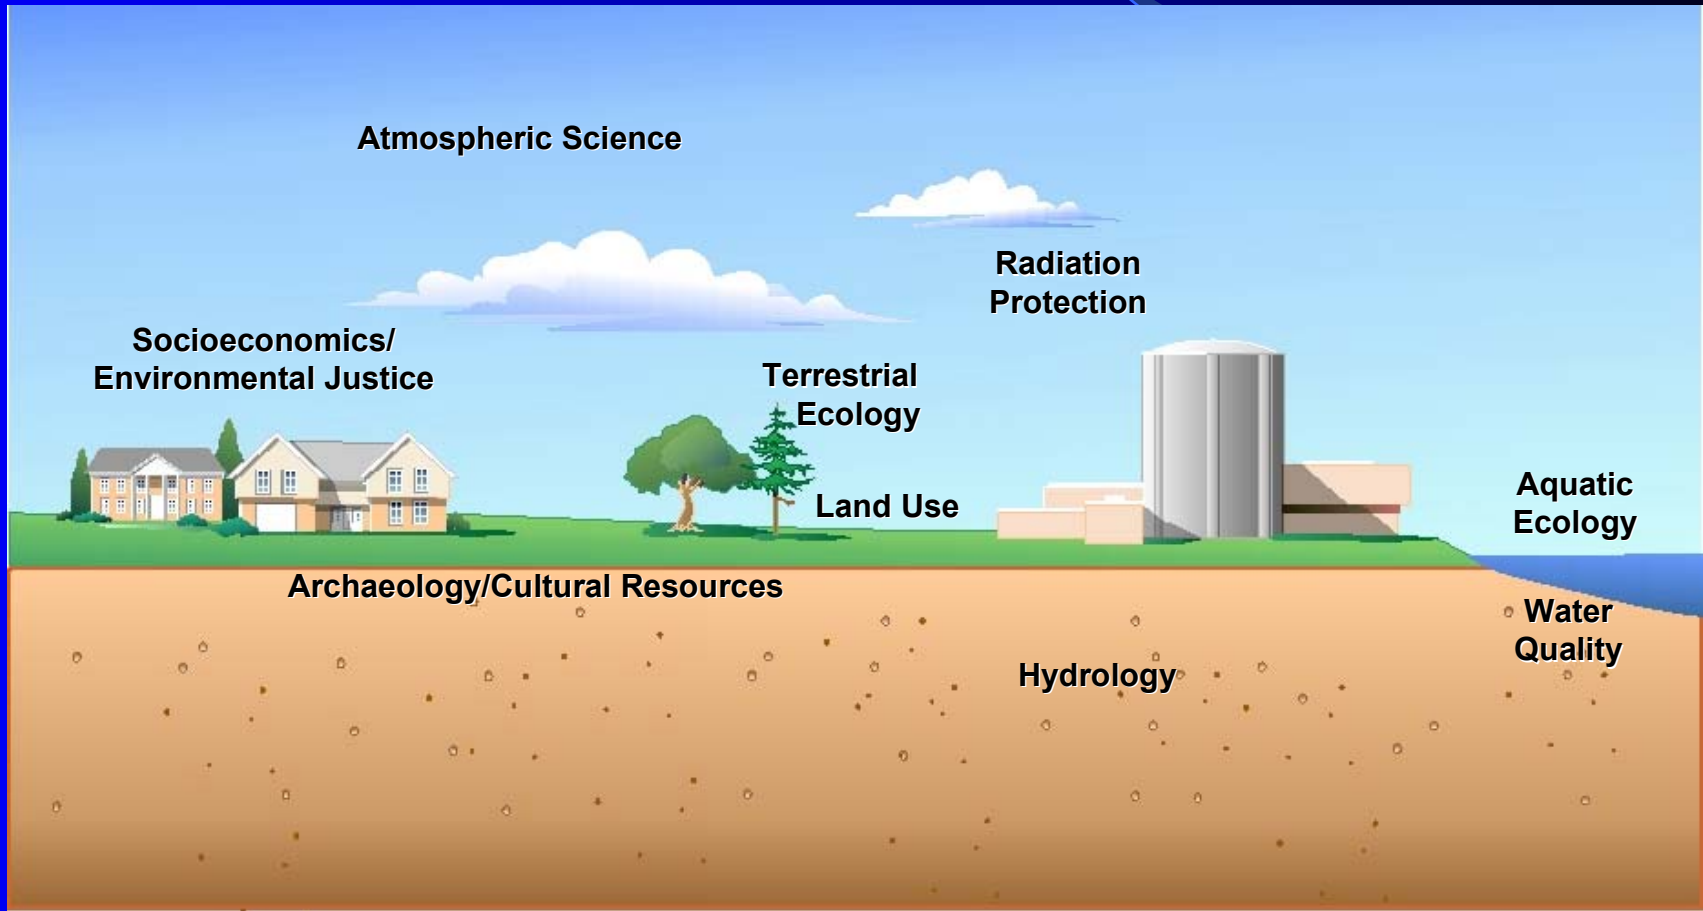 Atmospheric Science
Radiation
Protection
Socioeconomics/
Environmental Justice
Terrestrial
Ecology
Land Use
Aquatic
Ecology
Archaeology/Cultural Resources
Water
Quality
Hydrology